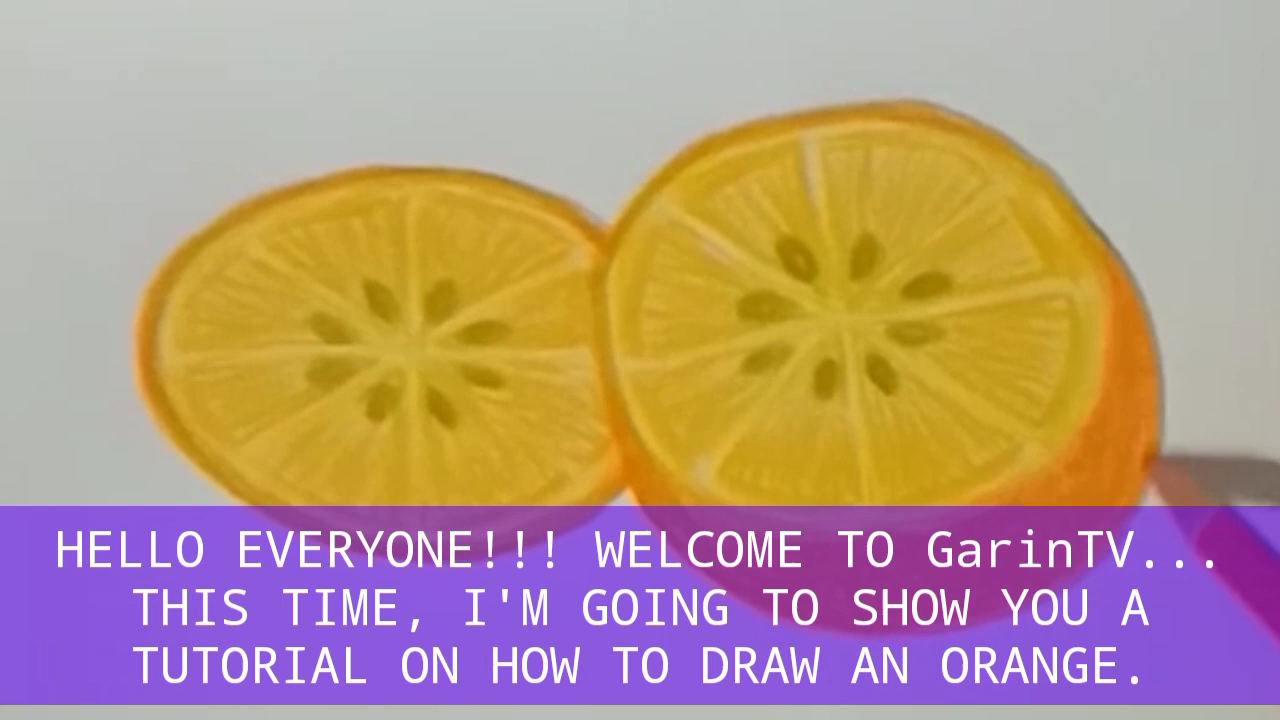 HELLO EVERYONE!!! WELCOME TO GarinTV...
THIS TIME, I'M GOING TO SHOW YOU A
TUTORIAL ON HOW TO DRAW AN ORANGE.